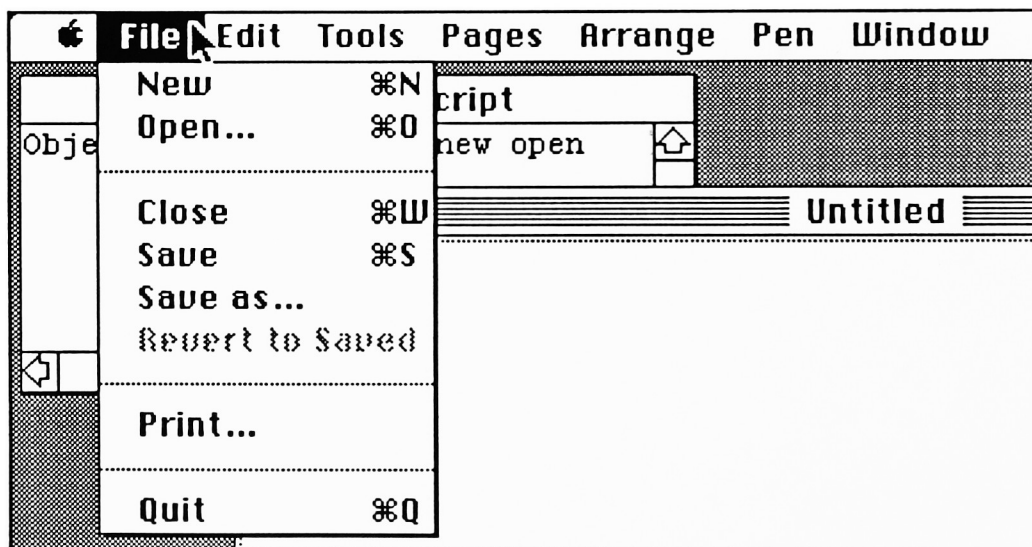 File Edit Tools Pages Arrange Pen Window
New ⌘N
Open... ⌘O
Close ⌘W
Save ⌘S
Save as...
Revert to Saved
Print...
Quit ⌘Q
cript
Obje
new open
Untitled